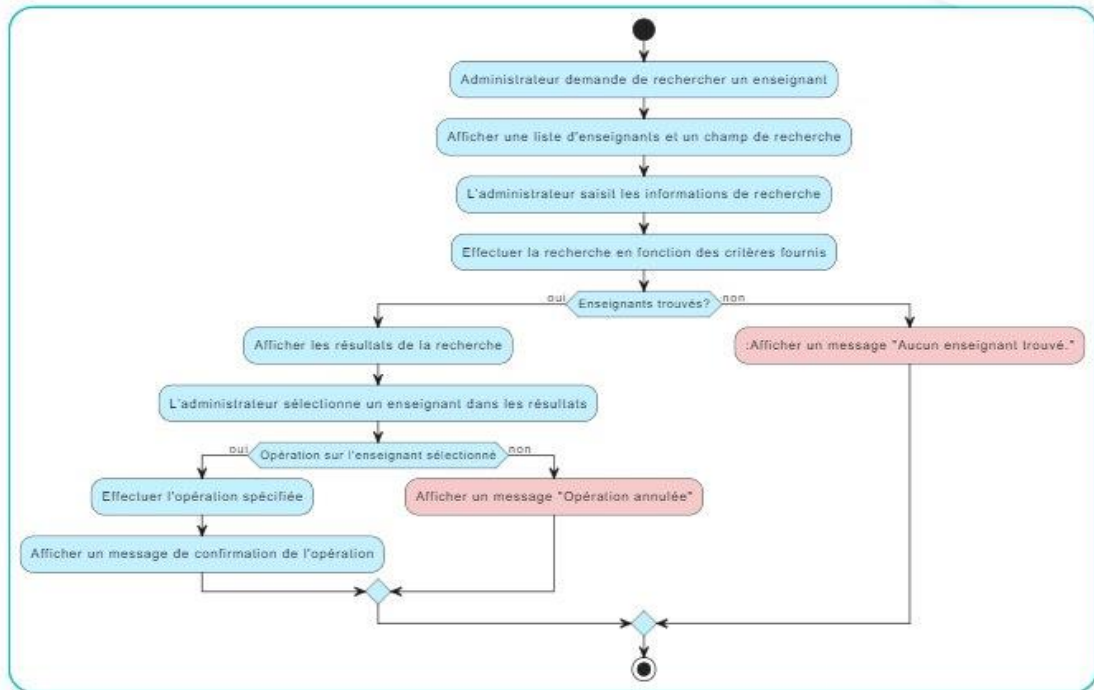 Administrateur demande de rechercher un enseignant
Afficher une liste d'enseignants et un champ de recherche
L'administrateur saisit les informations de recherche
Effectuer la recherche en fonction des critères fournis
oui
Enseignants trouvés?
non
Afficher les résultats de la recherche
:Afficher un message "Aucun enseignant trouvé."
L'administrateur sélectionne un enseignant dans les résultats
oui
Opération sur l'enseignant sélectionné
non
Effectuer l'opération spécifiée
Afficher un message "Opération annulée"
Afficher un message de confirmation de l'opération